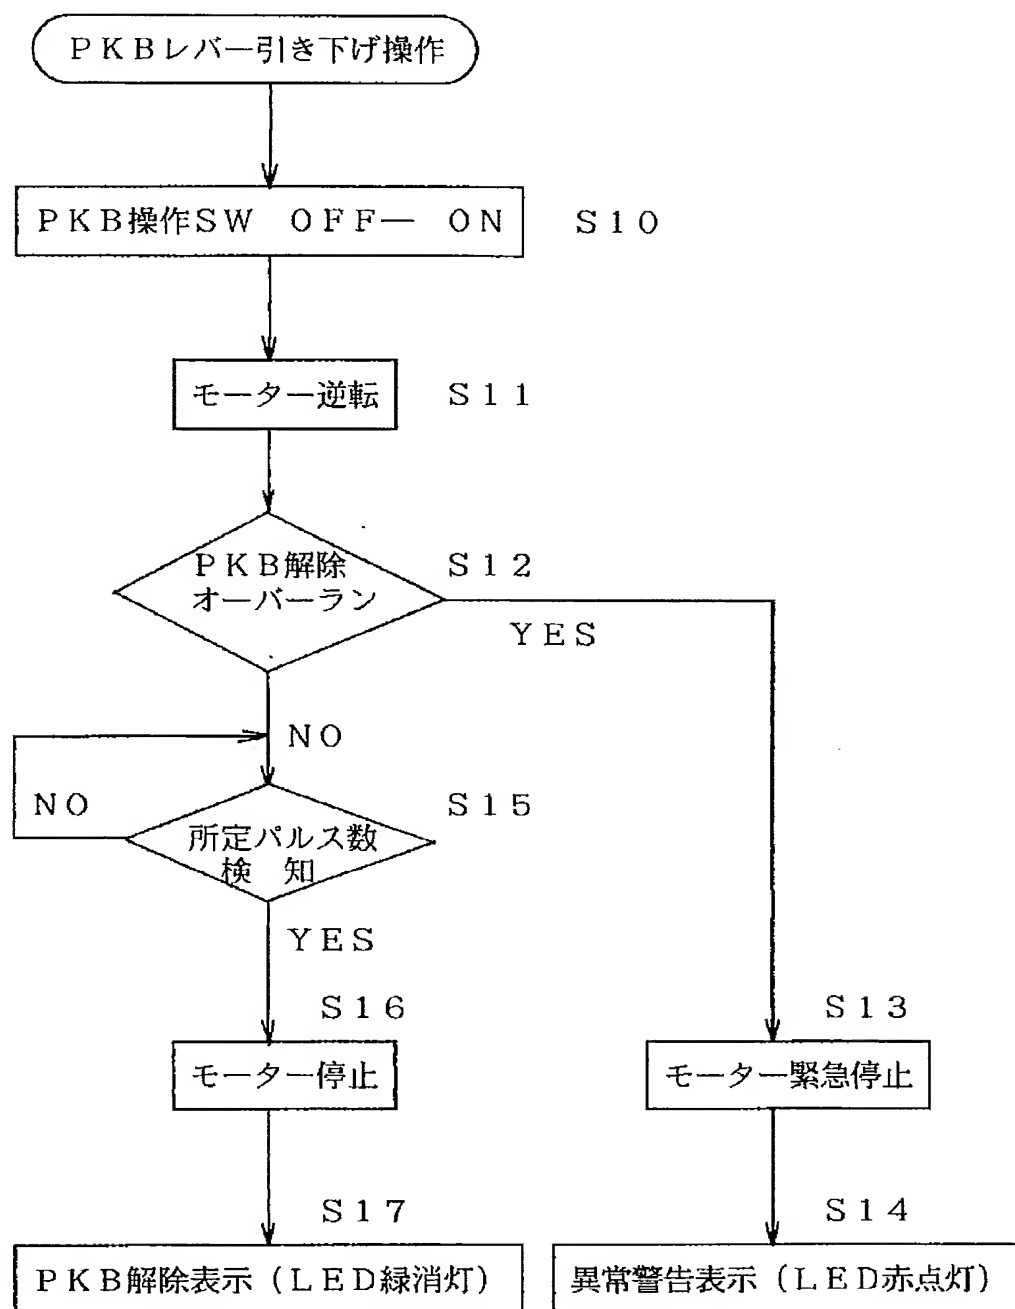 PKBレバー引き下げ操作
PKB操作SW OFF― ON
S10
モーター逆転
S11
PKB解除
オーバーラン
S12
YES
NO
NO
所定パルス数
検 知
S15
YES
S16
モーター停止
S13
モーター緊急停止
S17
PKB解除表示(LED緑消灯)
S14
異常警告表示(LED赤点灯)